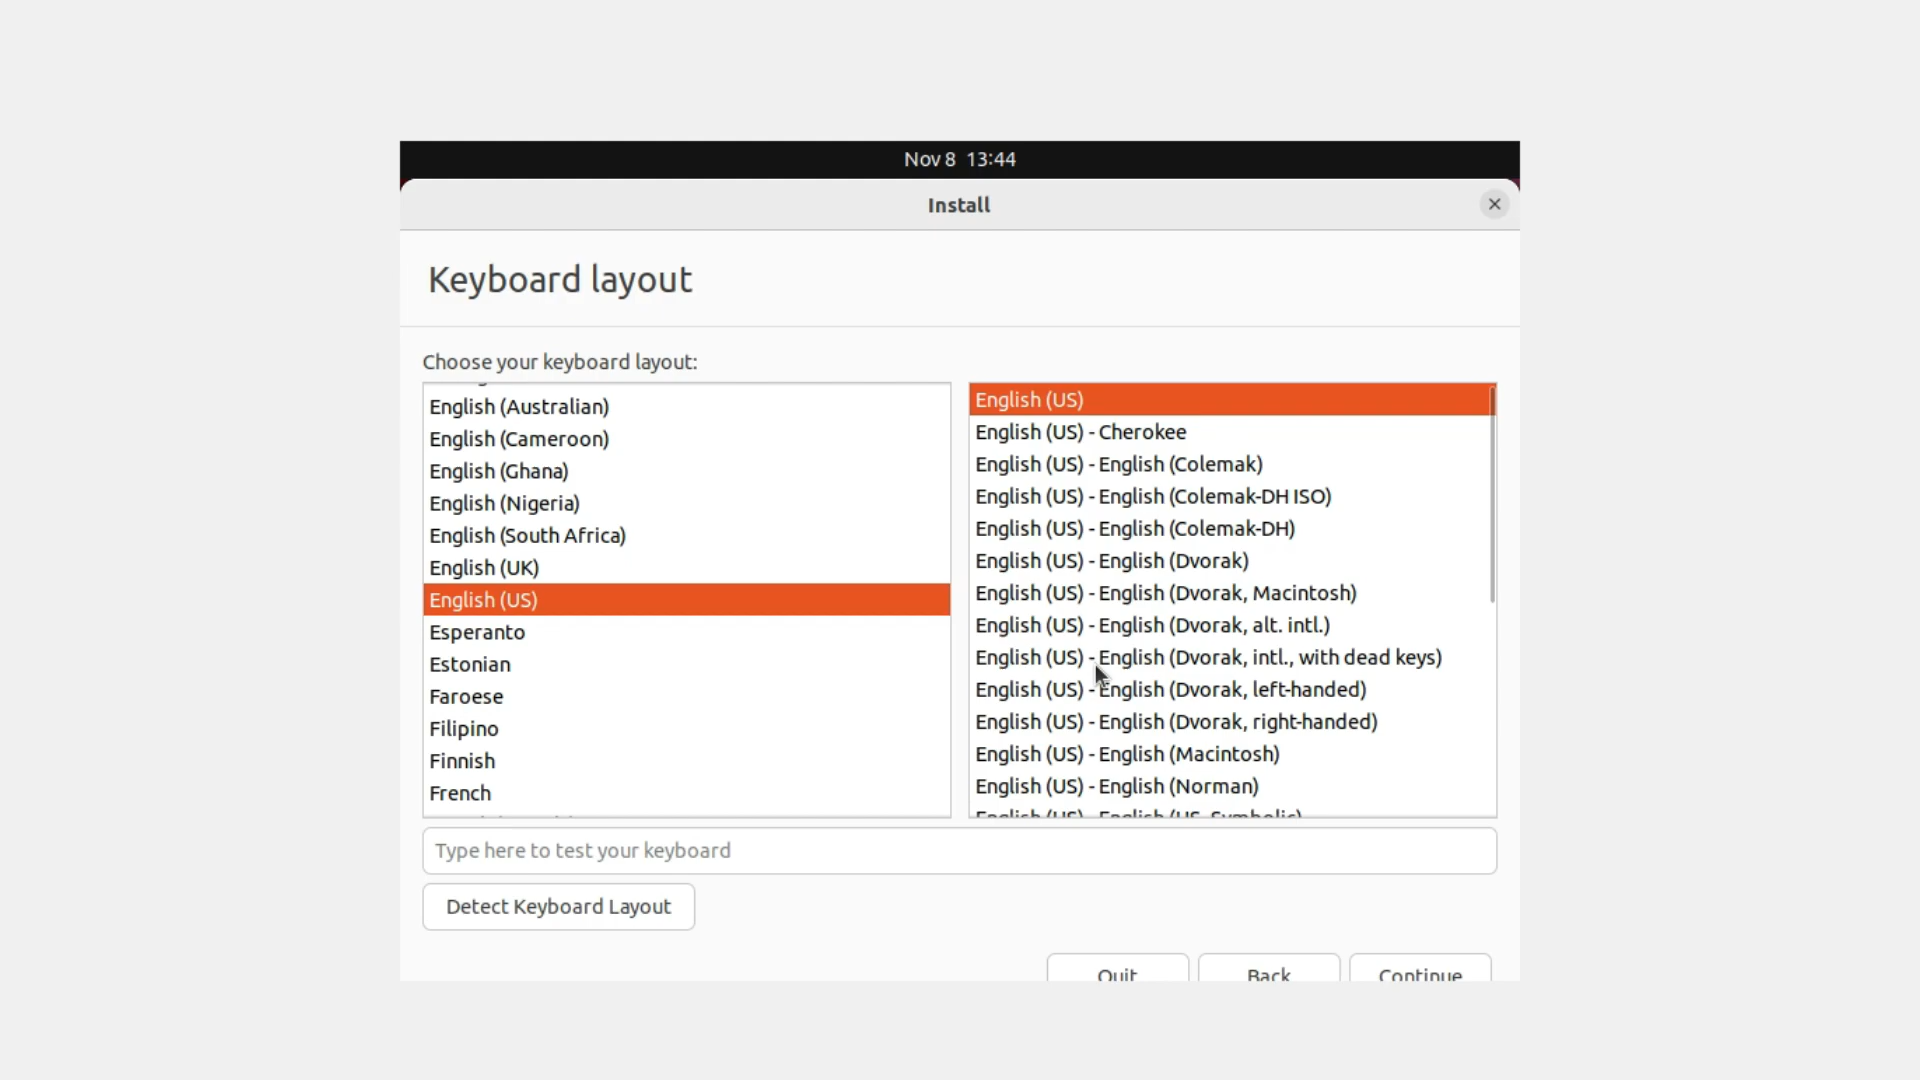 Nov 8 13:44
Install
Keyboard layout
Choose your keyboard layout:
English (Australian)
English (Cameroon)
English (Ghana)
English (Nigeria)
English (South Africa)
English (UK)
English (US)
Esperanto
Estonian
Faroese
Filipino
Finnish
French
English (US)
English (US) - Cherokee
English (US) - English (Colemak)
English (US) - English (Colemak-DH ISO)
English (US) - English (Colemak-DH)
English (US) - English (Dvorak)
English (US) - English (Dvorak, Macintosh)
English (US) - English (Dvorak, alt. intl.)
English (US) - English (Dvorak, intl., with dead keys)
English (US) - English (Dvorak, left-handed)
English (US) - English (Dvorak, right-handed)
English (US) - English (Macintosh)
English (US) - English (Norman)
English (US) - English (US, Symbolic)
Type here to test your keyboard
Detect Keyboard Layout
Quit Back Continue